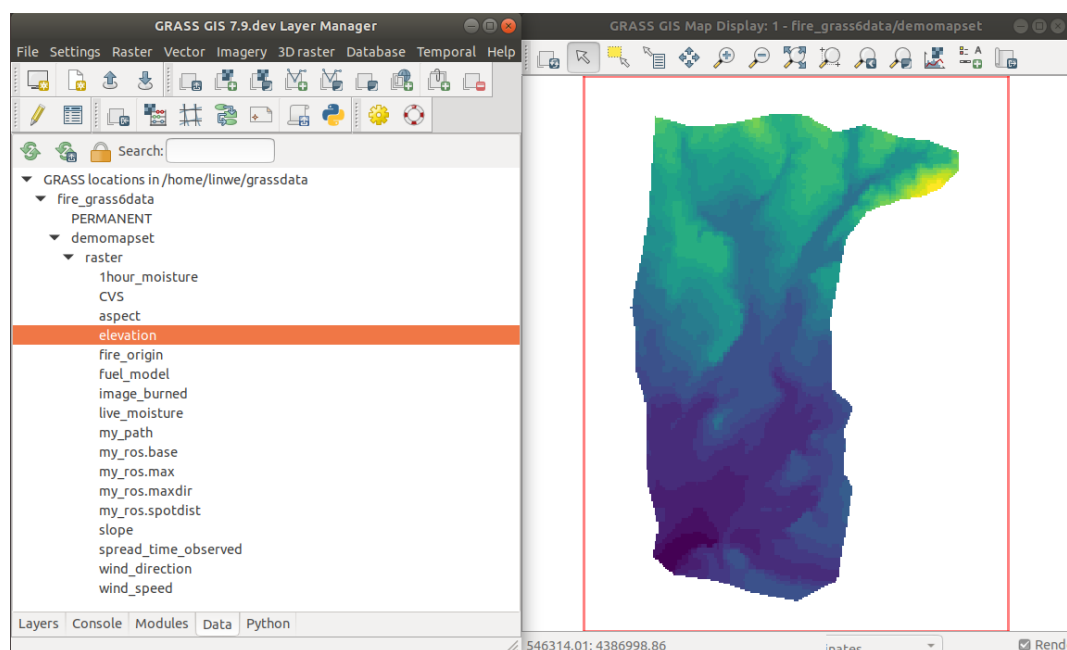 GRASS GIS 7.9.dev Layer Manager
File Settings Raster Vector Imagery 3D raster Database Temporal Help
Search:
GRASS locations in /home/linwe/grassdata
fire_grass6data
PERMANENT
demomapset
raster
1hour_moisture
CVS
aspect
elevation
fire_origin
fuel_model
image_burned
live_moisture
my_path
my_ros.base
my_ros.max
my_ros.maxdir
my_ros.spotdist
slope
spread_time_observed
wind_direction
wind_speed
Layers Console Modules Data Python
GRASS GIS Map Display: 1 - fire_grass6data/demomapset
546314.01; 4386998.86
Rend